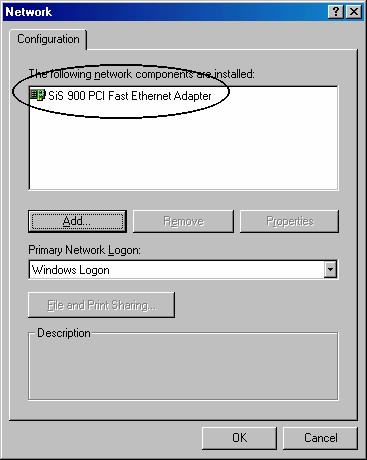 Network
Configuration
The following network components are installed:
SiS 900 PCI Fast Ethernet Adapter
Add...
Remove
Properties
Primary Network Logon:
Windows Logon
File and Print Sharing...
Description
OK
Cancel